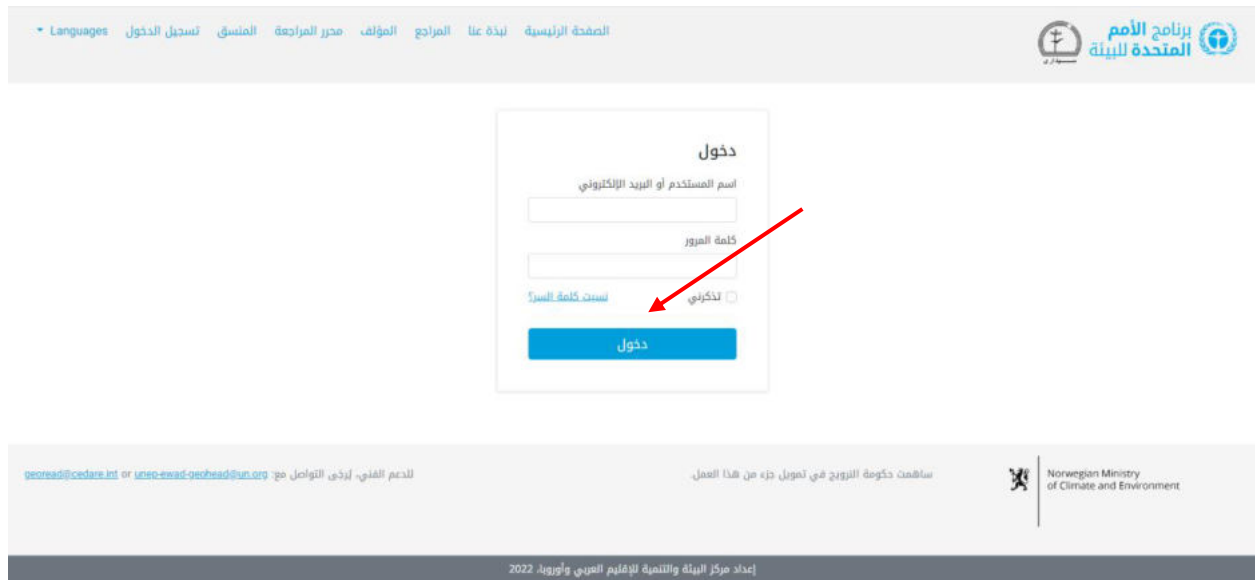 برنامج الأمم
المتحدة للبيئة
سيداري
الصفحة الرئيسية نبذة عنا المراجع المؤلف محرر المراجعة المنسق تسجيل الدخول Languages
دخول
اسم المستخدم أو البريد الإلكتروني
كلمة المرور
تذكرني نسيت كلمة السر؟
دخول
Norwegian Ministry
of Climate and Environment
ساهمت حكومة النرويج في تمويل جزء من هذا العمل.
للدعم الفني، يُرجى التواصل مع: georead@cedare.int or unep-ewad-geohead@un.org
إعداد مركز البيئة والتنمية للإقليم العربي وأوروبا، 2022